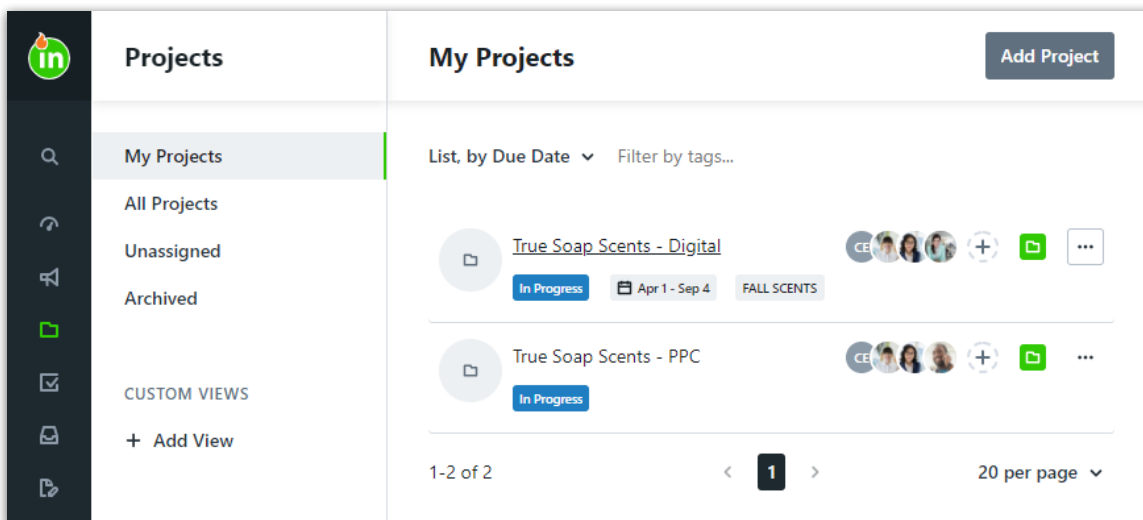 in
Projects
My Projects
Add Project
My Projects
All Projects
Unassigned
Archived
CUSTOM VIEWS
+ Add View
List, by Due Date
Filter by tags...
True Soap Scents - Digital
CE
In Progress
Apr 1 - Sep 4
FALL SCENTS
True Soap Scents - PPC
CE
In Progress
1-2 of 2
< 1 >
20 per page